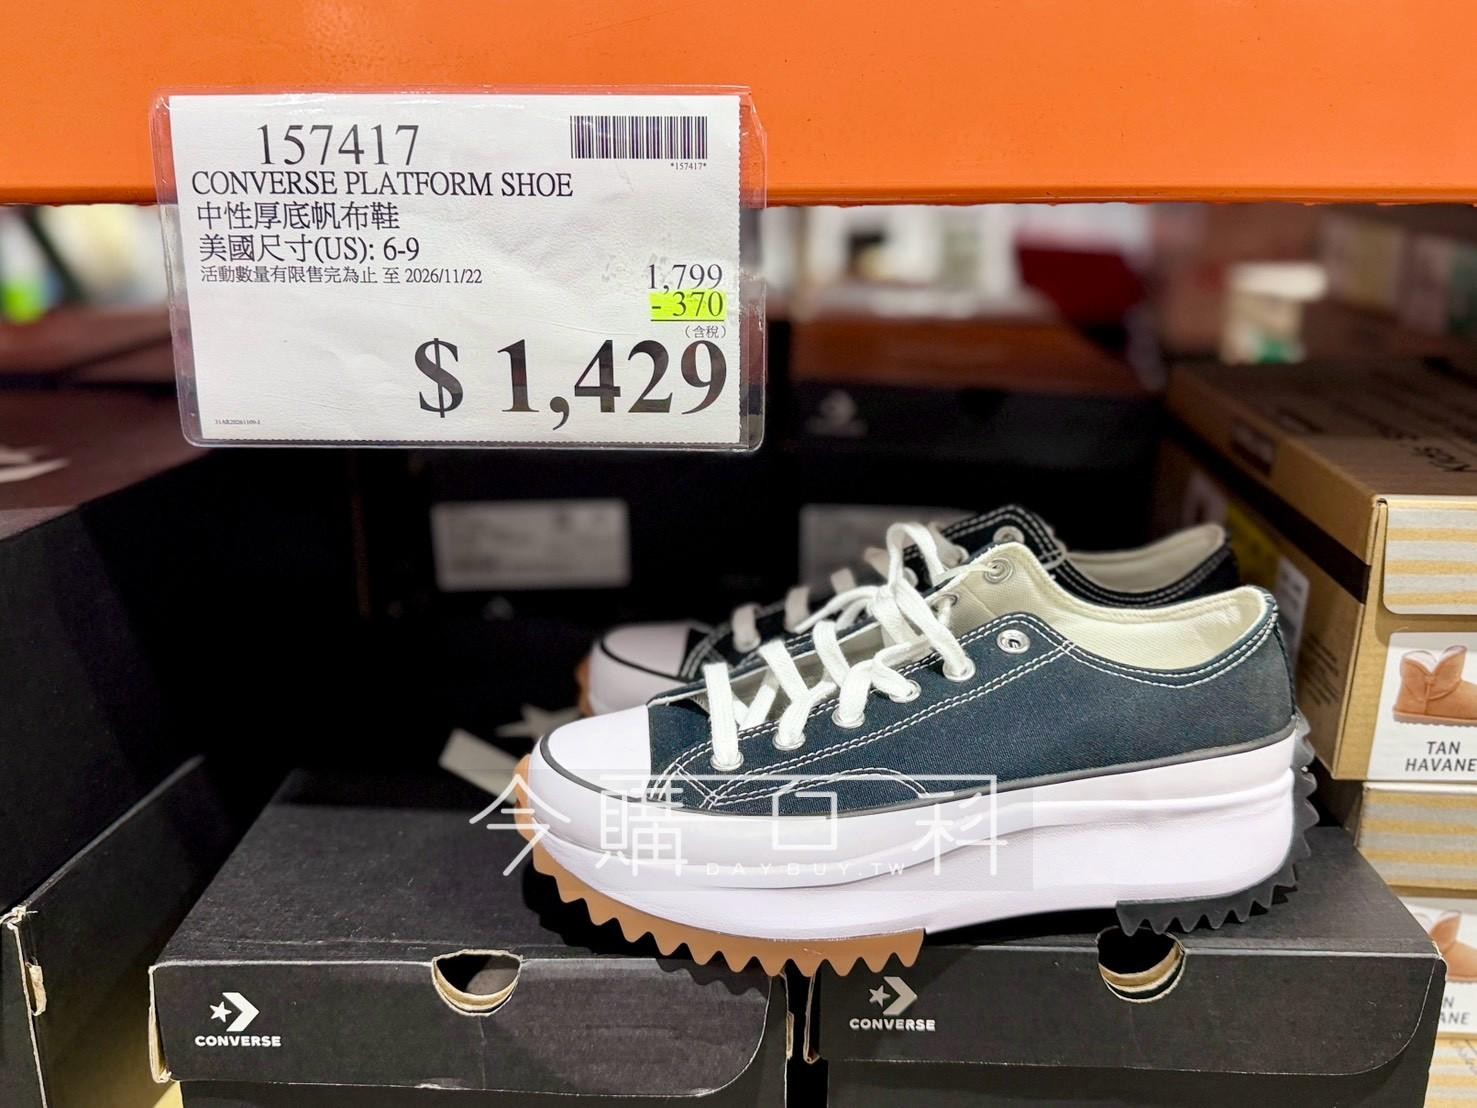 157417
*157417*
CONVERSE PLATFORM SHOE
中性厚底帆布鞋
美國尺寸(US): 6-9
活動數量有限售完為止 至 2026/11/22
1,799
- 370
(含稅)
$ 1,429
TAN
HAVANE
今購百科
DAYBUY.TW
CONVERSE
CONVERSE